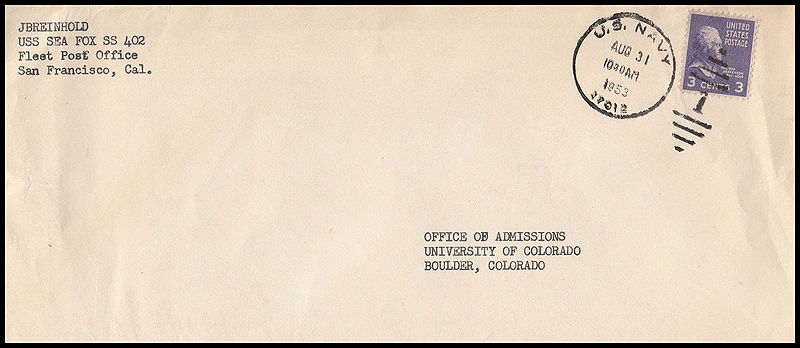 JBREINHOLD
USS SEA FOX SS 402
Fleet Post Office
San Francisco, Cal.
U.S. NAVY
AUG 31
1030AM
1953
UNITED
STATES
POSTAGE
3 CENTS 3
OFFICE OF ADMISSIONS
UNIVERSITY OF COLORADO
BOULDER, COLORADO